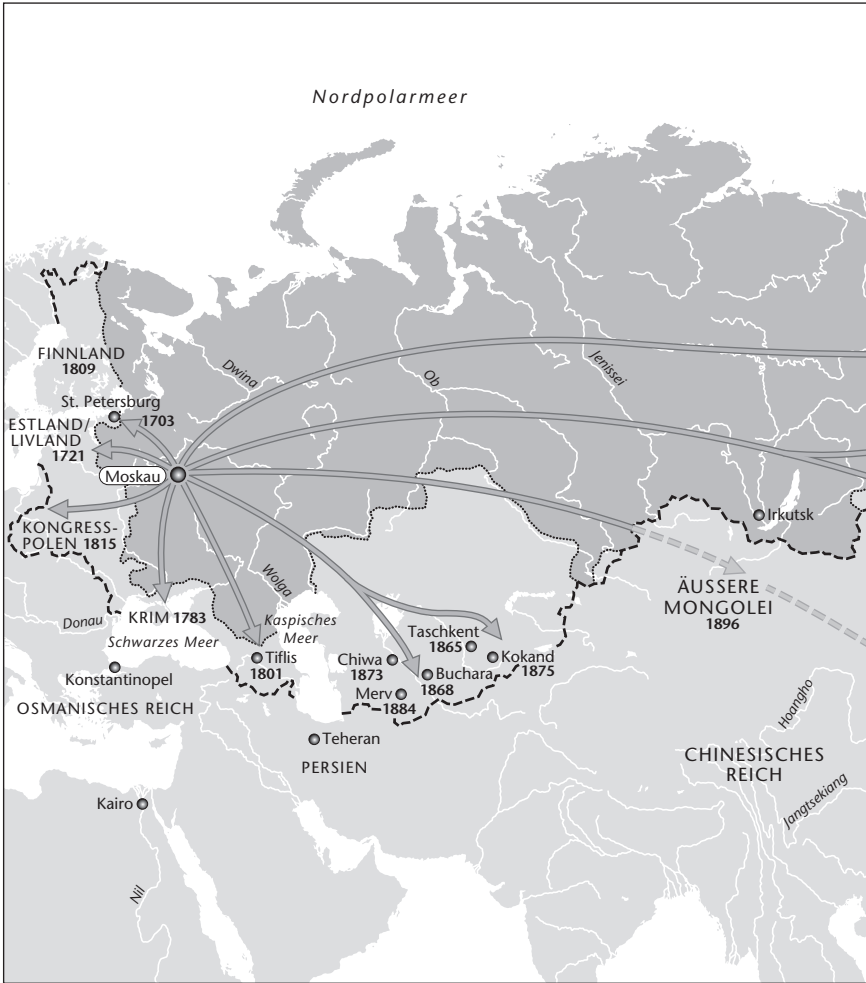 Nordpolarmeer
FINNLAND
1809
Dwina
Ob
Jenissei
St. Petersburg
1703
ESTLAND/
LIVLAND
1721
Moskau
KONGRESS-
POLEN 1815
Irkutsk
Wolga
ÄUSSERE
MONGOLEI
1896
Donau
KRIM 1783
Kaspisches
Meer
Schwarzes Meer
Taschkent
1865
Tiflis
1801
Chiwa
1873
Kokand
1875
Buchara
1868
Konstantinopel
Merv
1884
OSMANISCHES REICH
Hoangho
Teheran
PERSIEN
CHINESISCHES
REICH
Jangtsekiang
Kairo
Nil